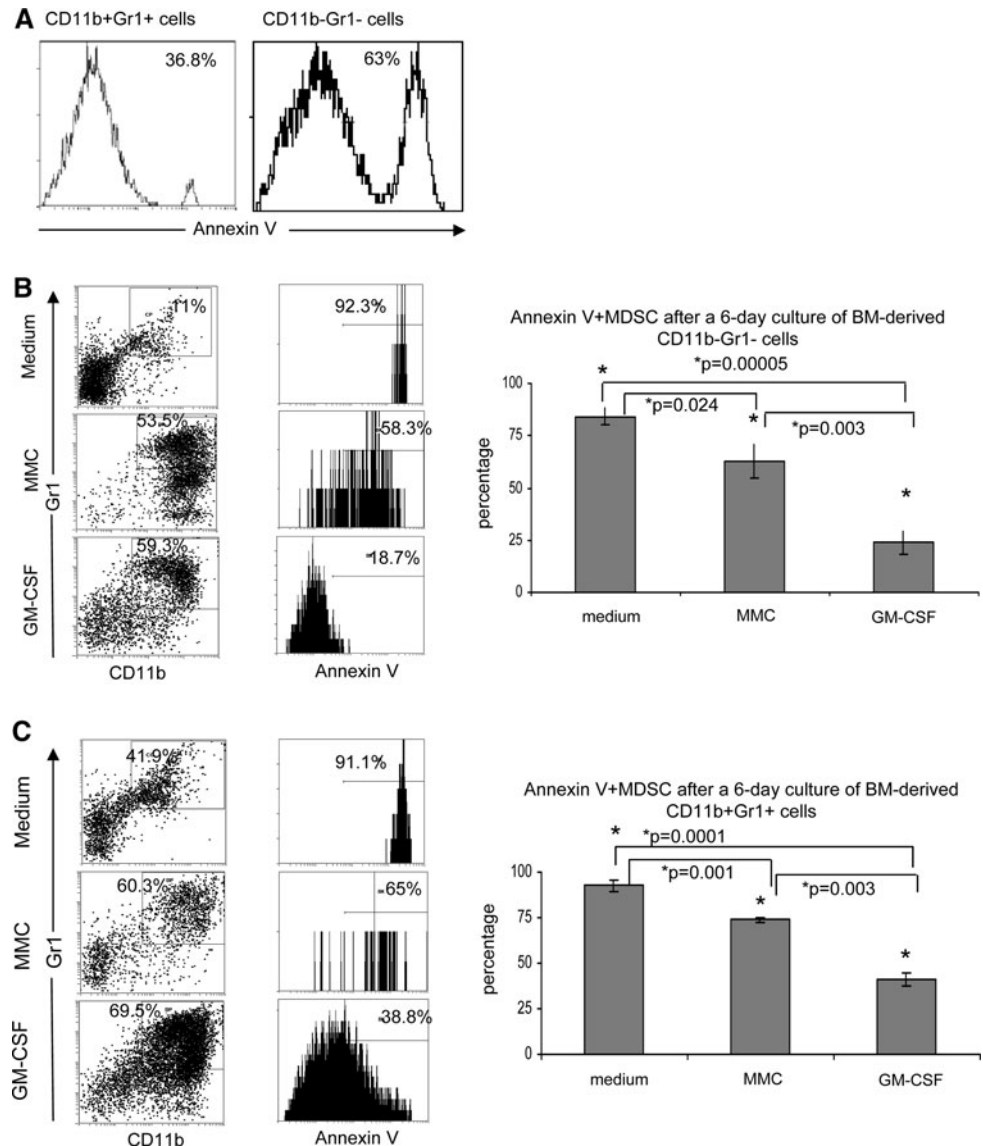 A
CD11b+Gr1+ cells
CD11b-Gr1- cells
36.8%
63%
Annexin V
B
Medium
MMC
GM-CSF
Gr1
11%
53.5%
59.3%
CD11b
92.3%
58.3%
18.7%
Annexin V
Annexin V+MDSC after a 6-day culture of BM-derived
CD11b-Gr1- cells
*p=0.00005
*p=0.024
*p=0.003
*
*
*
percentage
100
75
50
25
0
medium
MMC
GM-CSF
C
Medium
MMC
GM-CSF
Gr1
41.9%
60.3%
69.5%
CD11b
91.1%
65%
38.8%
Annexin V
Annexin V+MDSC after a 6-day culture of BM-derived
CD11b+Gr1+ cells
*p=0.0001
*p=0.001
*p=0.003
*
*
*
percentage
100
75
50
25
0
medium
MMC
GM-CSF